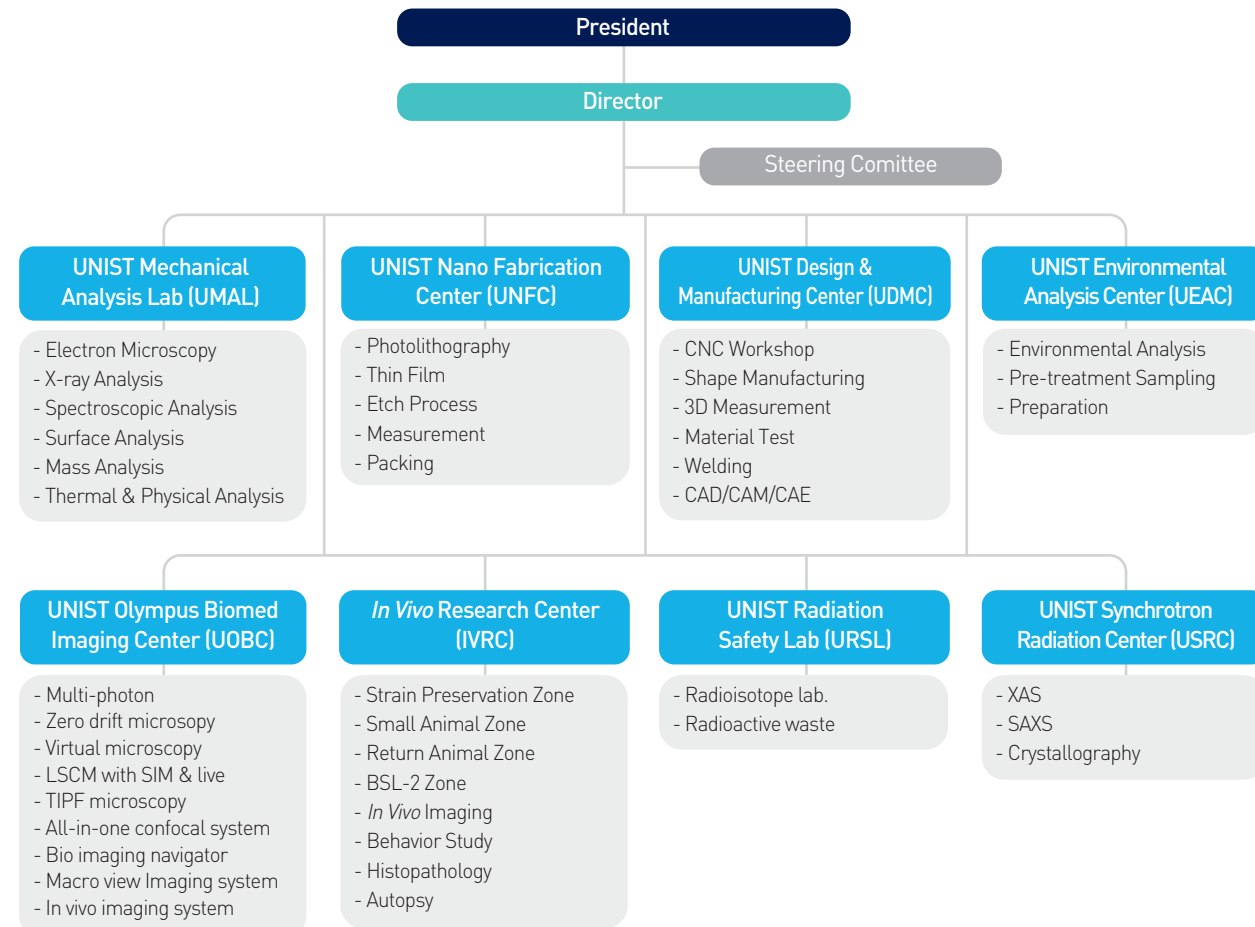 President
Director
Steering Comittee
UNIST Mechanical
Analysis Lab (UMAL)
- Electron Microscopy
- X-ray Analysis
- Spectroscopic Analysis
- Surface Analysis
- Mass Analysis
- Thermal & Physical Analysis
UNIST Nano Fabrication
Center (UNFC)
- Photolithography
- Thin Film
- Etch Process
- Measurement
- Packing
UNIST Design &
Manufacturing Center (UDMC)
- CNC Workshop
- Shape Manufacturing
- 3D Measurement
- Material Test
- Welding
- CAD/CAM/CAE
UNIST Environmental
Analysis Center (UEAC)
- Environmental Analysis
- Pre-treatment Sampling
- Preparation
UNIST Olympus Biomed
Imaging Center (UOBC)
- Multi-photon
- Zero drift microsopy
- Virtual microscopy
- LSCM with SIM & live
- TIPF microscopy
- All-in-one confocal system
- Bio imaging navigator
- Macro view Imaging system
- In vivo imaging system
In Vivo Research Center
(IVRC)
- Strain Preservation Zone
- Small Animal Zone
- Return Animal Zone
- BSL-2 Zone
- In Vivo Imaging
- Behavior Study
- Histopathology
- Autopsy
UNIST Radiation
Safety Lab (URSL)
- Radioisotope lab.
- Radioactive waste
UNIST Synchrotron
Radiation Center (USRC)
- XAS
- SAXS
- Crystallography